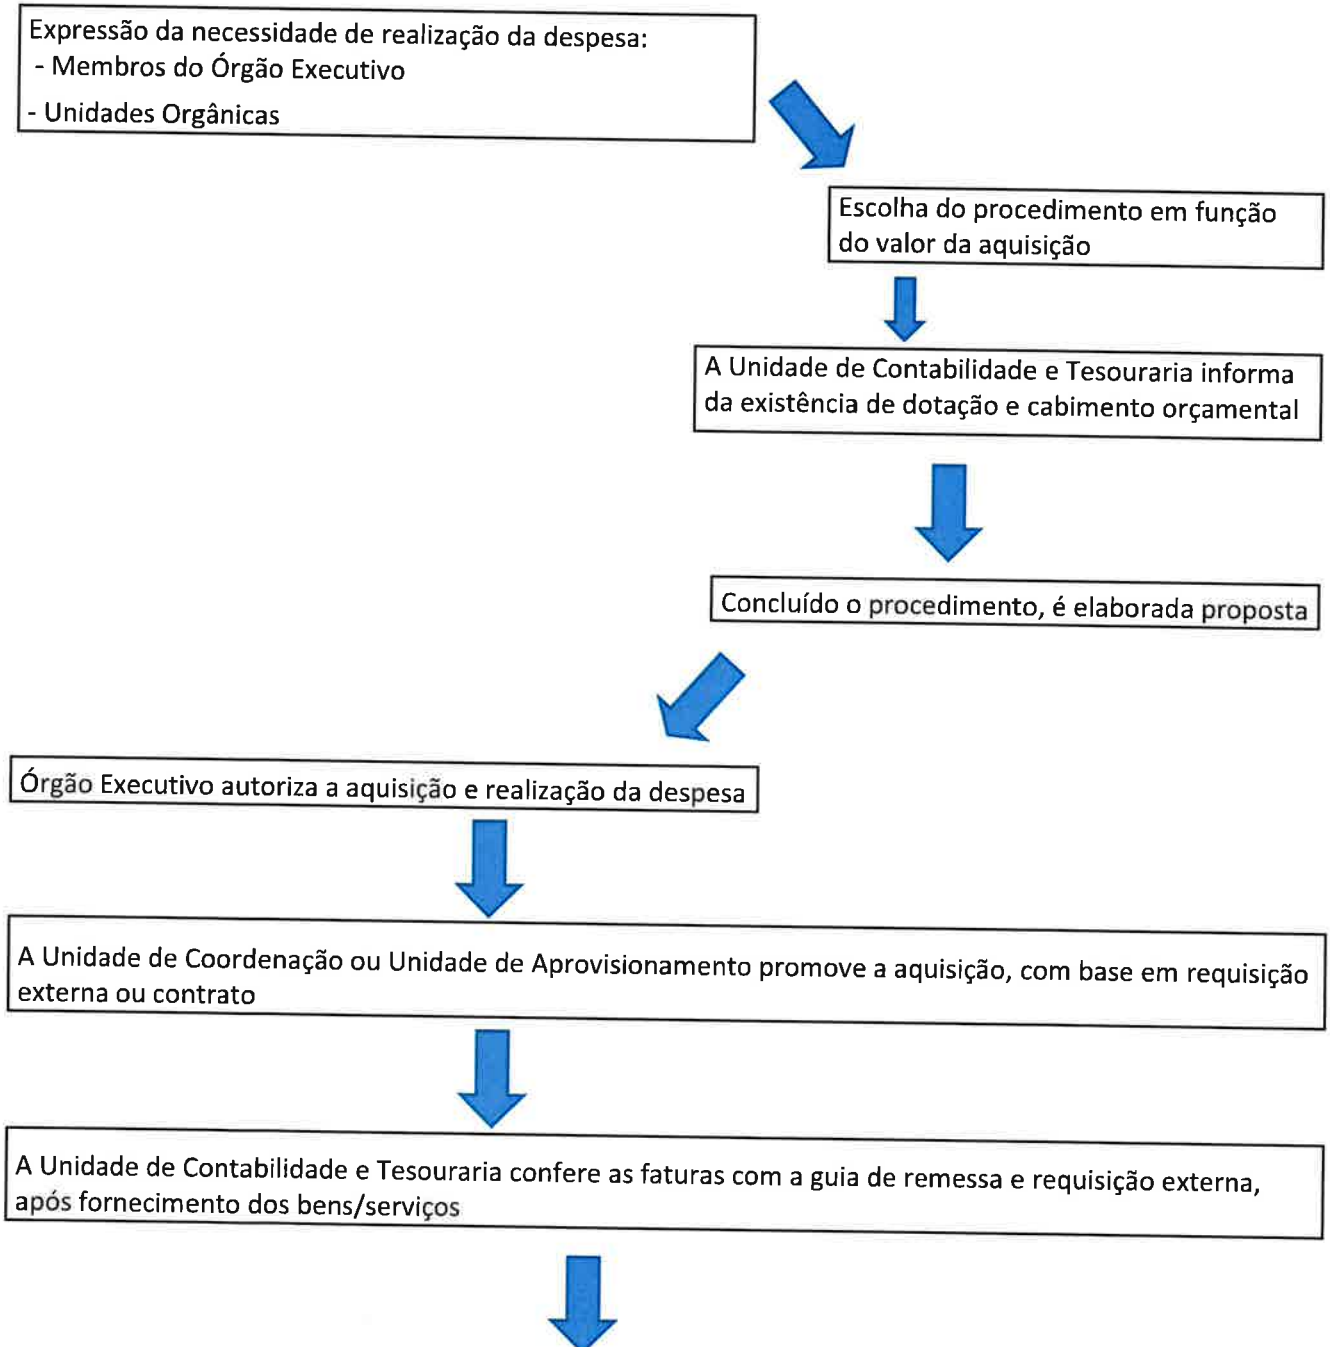 Expressão da necessidade de realização da despesa:
- Membros do Órgão Executivo
- Unidades Orgânicas
Escolha do procedimento em função
do valor da aquisição
A Unidade de Contabilidade e Tesouraria informa
da existência de dotação e cabimento orçamental
Concluído o procedimento, é elaborada proposta
Órgão Executivo autoriza a aquisição e realização da despesa
A Unidade de Coordenação ou Unidade de Aprovisionamento promove a aquisição, com base em requisição
externa ou contrato
A Unidade de Contabilidade e Tesouraria confere as faturas com a guia de remessa e requisição externa,
após fornecimento dos bens/serviços